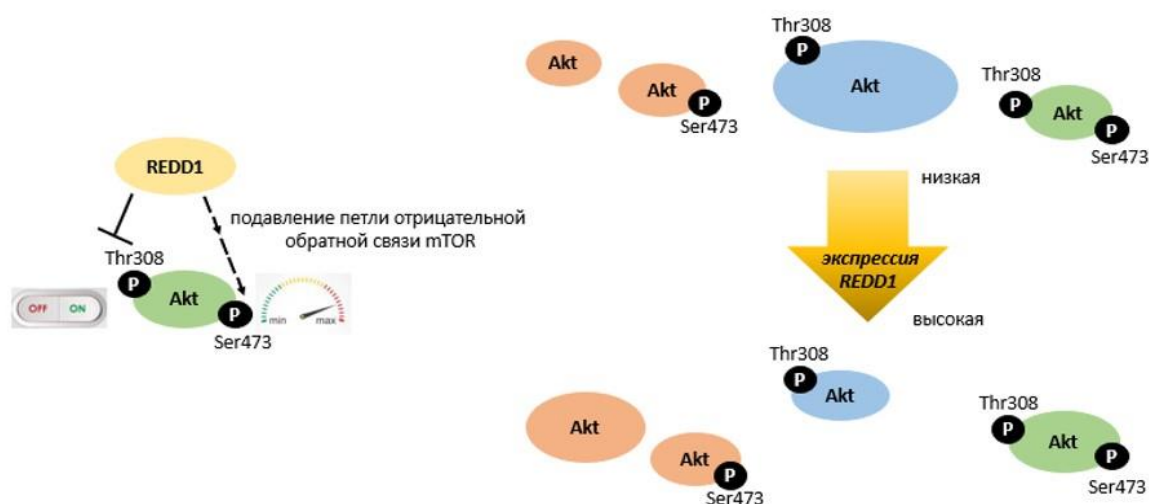 REDD1
подавление петли отрицательной
обратной связи mTOR
Thr308
P
Akt
OFF ON
P
min max
Ser473
Thr308
P
Akt
Akt
Akt
P
Ser473
Thr308
P
Akt
P
Ser473
низкая
экспрессия
REDD1
высокая
Thr308
P
Akt
Akt
Akt
P
Ser473
Thr308
P
Akt
P
Ser473